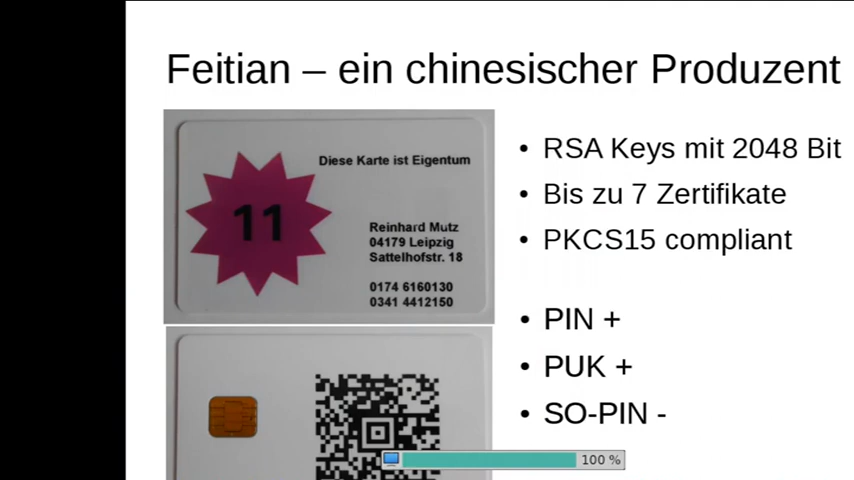 Feitian – ein chinesischer Produzent
Diese Karte ist Eigentum
11
Reinhard Mutz
04179 Leipzig
Sattelhofstr. 18
0174 6160130
0341 4412150
• RSA Keys mit 2048 Bit
• Bis zu 7 Zertifikate
• PKCS15 compliant
• PIN +
• PUK +
• SO-PIN -
100 %